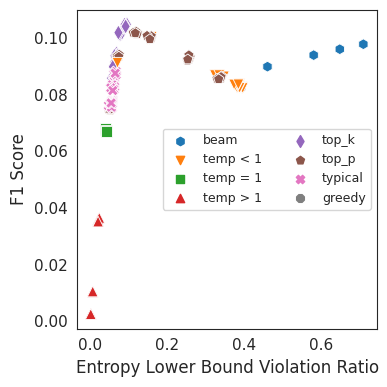 0.10
0.08
0.06
0.04
0.02
0.00
F1 Score
beam
temp < 1
temp = 1
temp > 1
top_k
top_p
typical
greedy
0.0 0.2 0.4 0.6
Entropy Lower Bound Violation Ratio